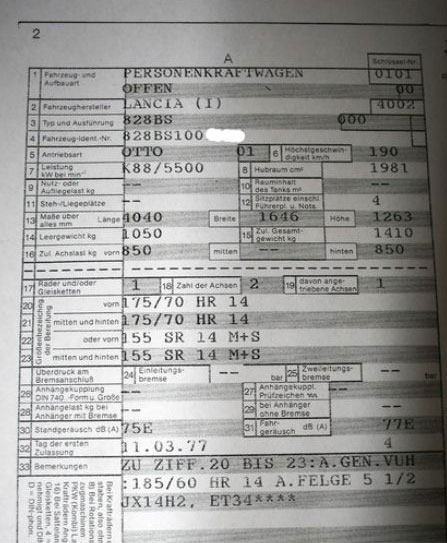 2
A
Schlüssel-Nr.
1 Fahrzeug- und Aufbauart PERSONENKRAFTWAGEN 0101
OFFEN 00
2 Fahrzeughersteller LANCIA (I) 4002
3 Typ und Ausführung 828BS 000
4 Fahrzeug-Ident.-Nr. 828BS100
5 Antriebsart OTTO 01 6 Höchstgeschwindigkeit km/h 190
7 Leistung kW bei min⁻¹ K88/5500 8 Hubraum cm³ 1981
9 Nutz- oder Aufliegelast kg -- 10 Rauminhalt des Tanks m³ --
11 Steh-/Liegeplätze -- 12 Sitzplätze einschl. Führerpl. u. Nots. 4
13 Maße über alles mm Länge 4040 Breite 1646 Höhe 1263
14 Leergewicht kg 1050 15 Zul. Gesamtgewicht kg 1410
16 Zul. Achslast kg vorn 850 mitten -- hinten 850
17 Räder und/oder Gleisketten 1 18 Zahl der Achsen 2 19 davon angetriebene Achsen 1
Größenbezeichnung der Bereifung
20 vorn 175/70 HR 14
21 mitten und hinten 175/70 HR 14
22 oder vorn 155 SR 14 M+S
23 mitten und hinten 155 SR 14 M+S
Überdruck am Bremsanschluß 24 Einleitungsbremse -- bar 25 Zweileitungsbremse -- bar
26 Anhängekupplung DIN 740.-Form u. Größe -- 27 Anhängekuppl. Prüfzeichen --
28 Anhängelast kg bei Anhänger mit Bremse -- 29 bei Anhänger ohne Bremse --
30 Standgeräusch dB (A) 75E 31 Fahrgeräusch dB (A) 77E
32 Tag der ersten Zulassung 11.03.77 4
33 Bemerkungen ZU ZIFF.20 BIS 23:A.GEN.VUH
:185/60 HR 14 A.FELGE 5 1/2
JX14H2, ET34****